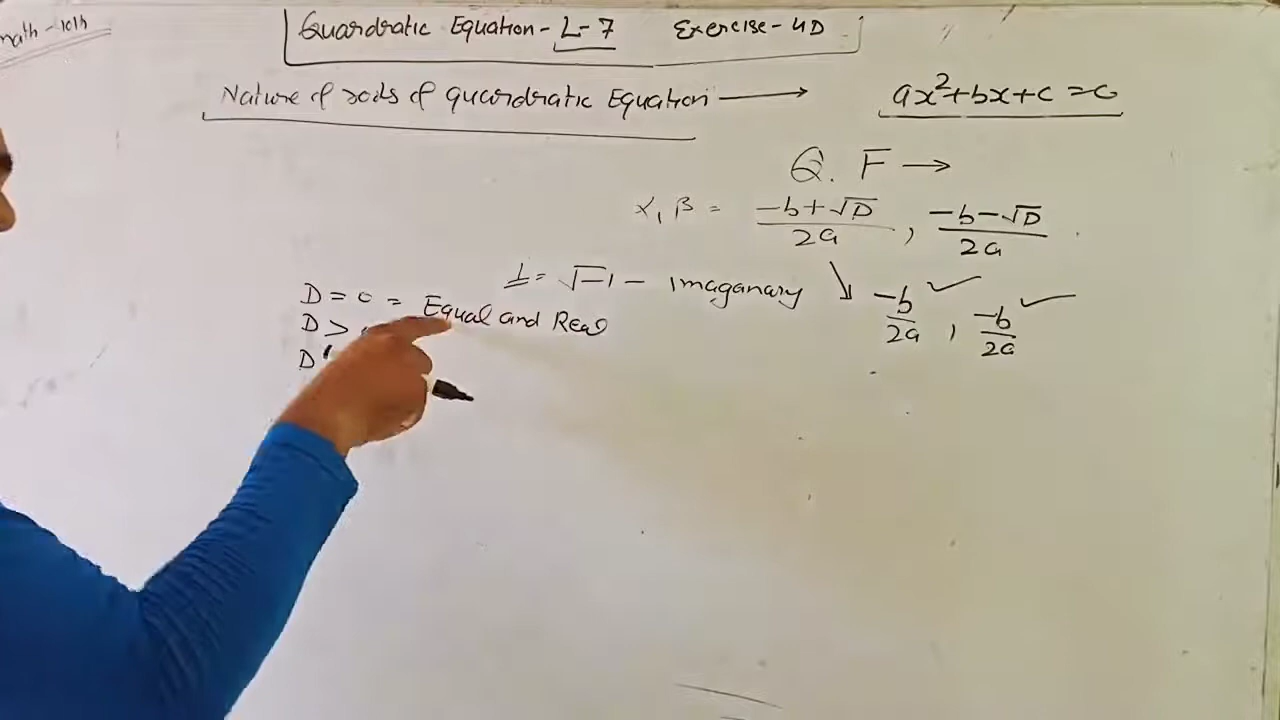 math-10th
Quardratic Equation - L-7 Exercise - 4D
Nature of roots of quardratic Equation → ax²+bx+c = 0
Q. F →
α, β = (-b+√D)/2a , (-b-√D)/2a
i = √-1 - Imaganary ↘ -b/2a ✓ , -b/2a ✓
D = 0 = Equal and Real
D >
D